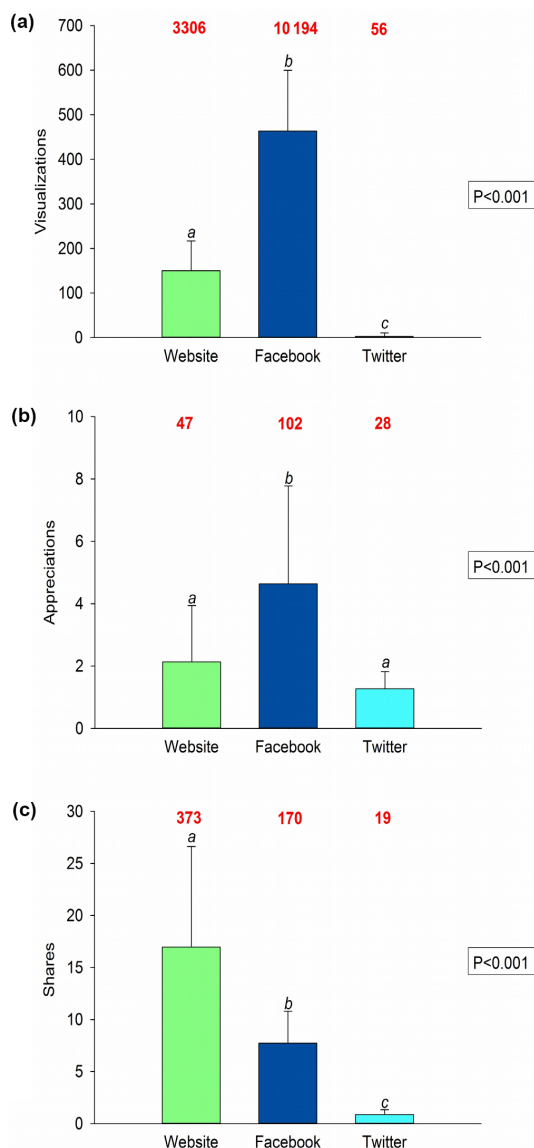 (a)
700
600
500
400
300
200
100
0
Visualizations
3306 10 194 56
a
b
c
P<0.001
Website Facebook Twitter
(b)
10
8
6
4
2
0
Appreciations
47 102 28
a
b
a
P<0.001
Website Facebook Twitter
(c)
30
25
20
15
10
5
0
Shares
373 170 19
a
b
c
P<0.001
Website Facebook Twitter